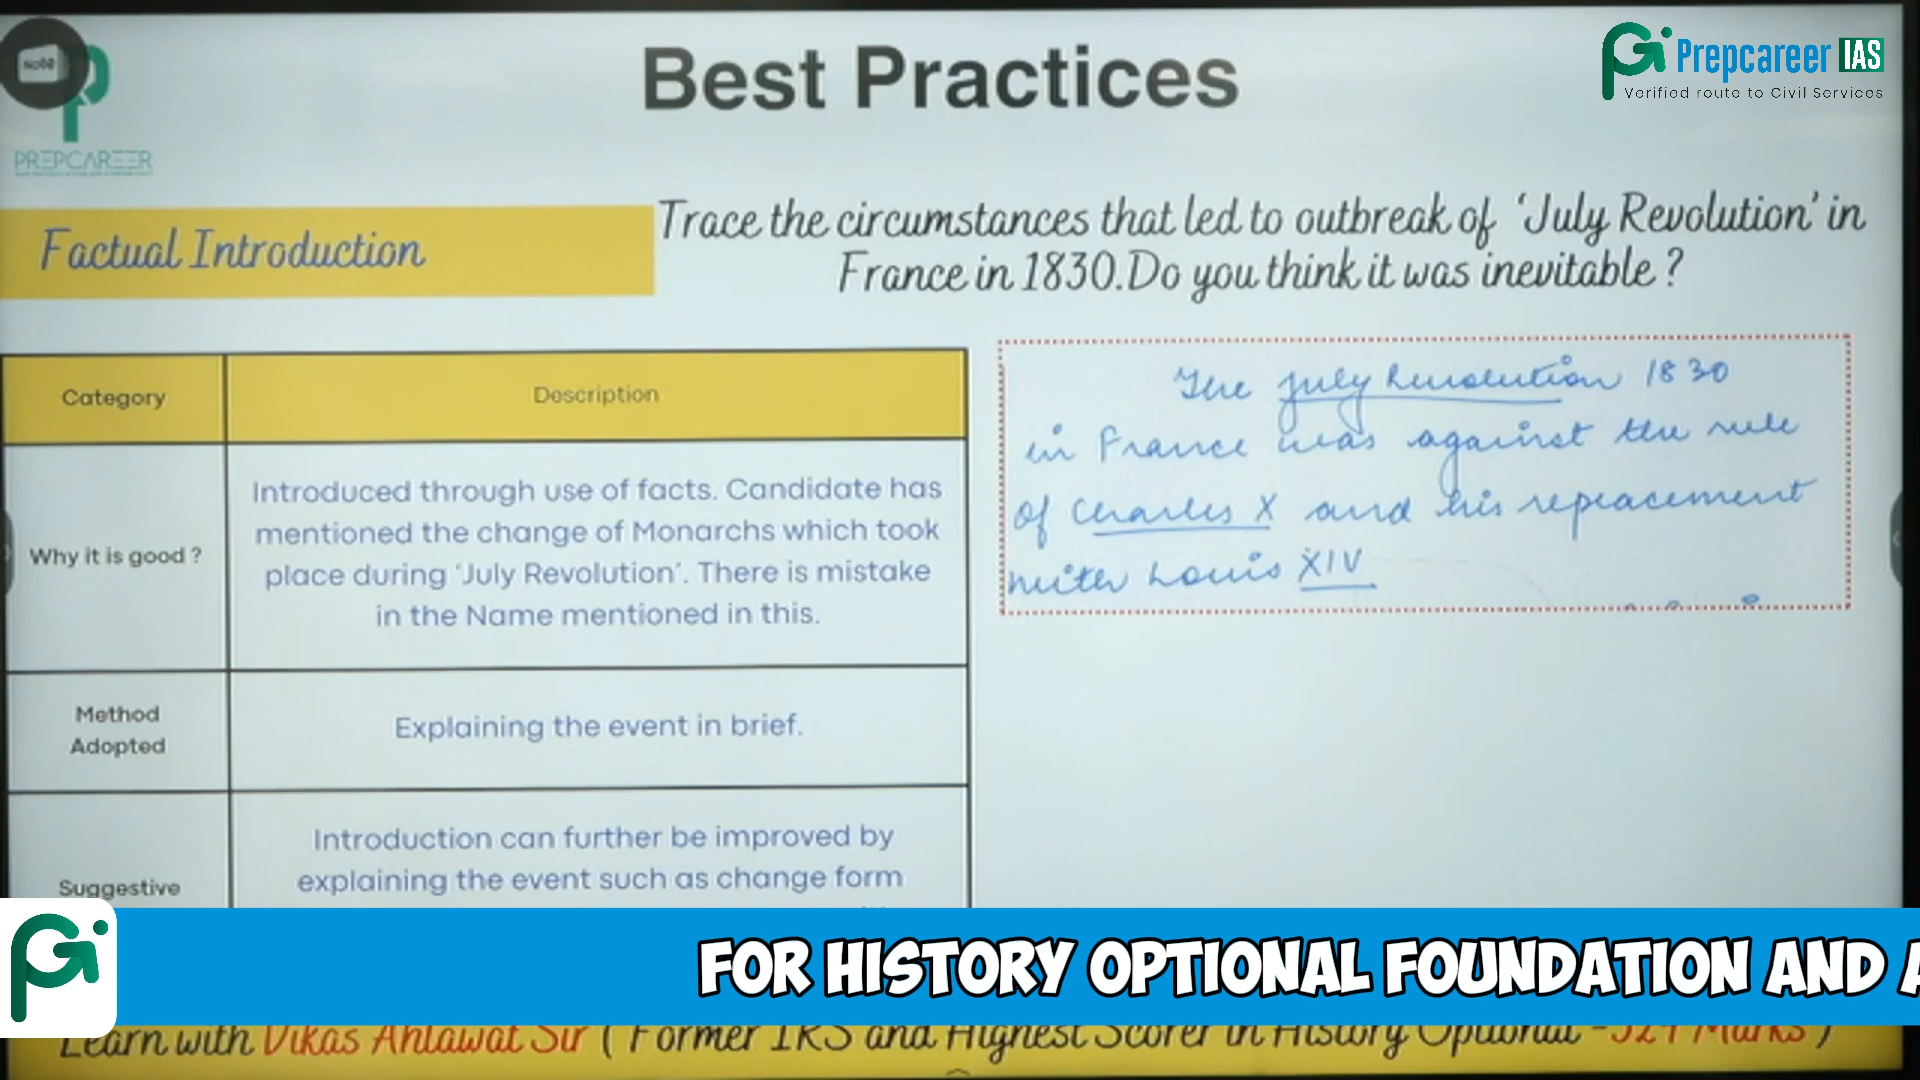 Best Practices
Prepcareer IAS
Verified route to Civil Services
PREPCAREER
Factual Introduction
Trace the circumstances that led to outbreak of 'July Revolution' in
France in 1830.Do you think it was inevitable ?
Category
Description
Why it is good ?
Introduced through use of facts. Candidate has
mentioned the change of Monarchs which took
place during 'July Revolution'. There is mistake
in the Name mentioned in this.
Method
Adopted
Explaining the event in brief.
Suggestive
Introduction can further be improved by
explaining the event such as change form
The July Revolution 1830
in France was against the rule
of Charles X and his repracement
with Louis XIV
FOR HISTORY OPTIONAL FOUNDATION AND
Learn with Vikas Ahlawat Sir ( Former IRS and Highest Scorer in History Optional - Marks )